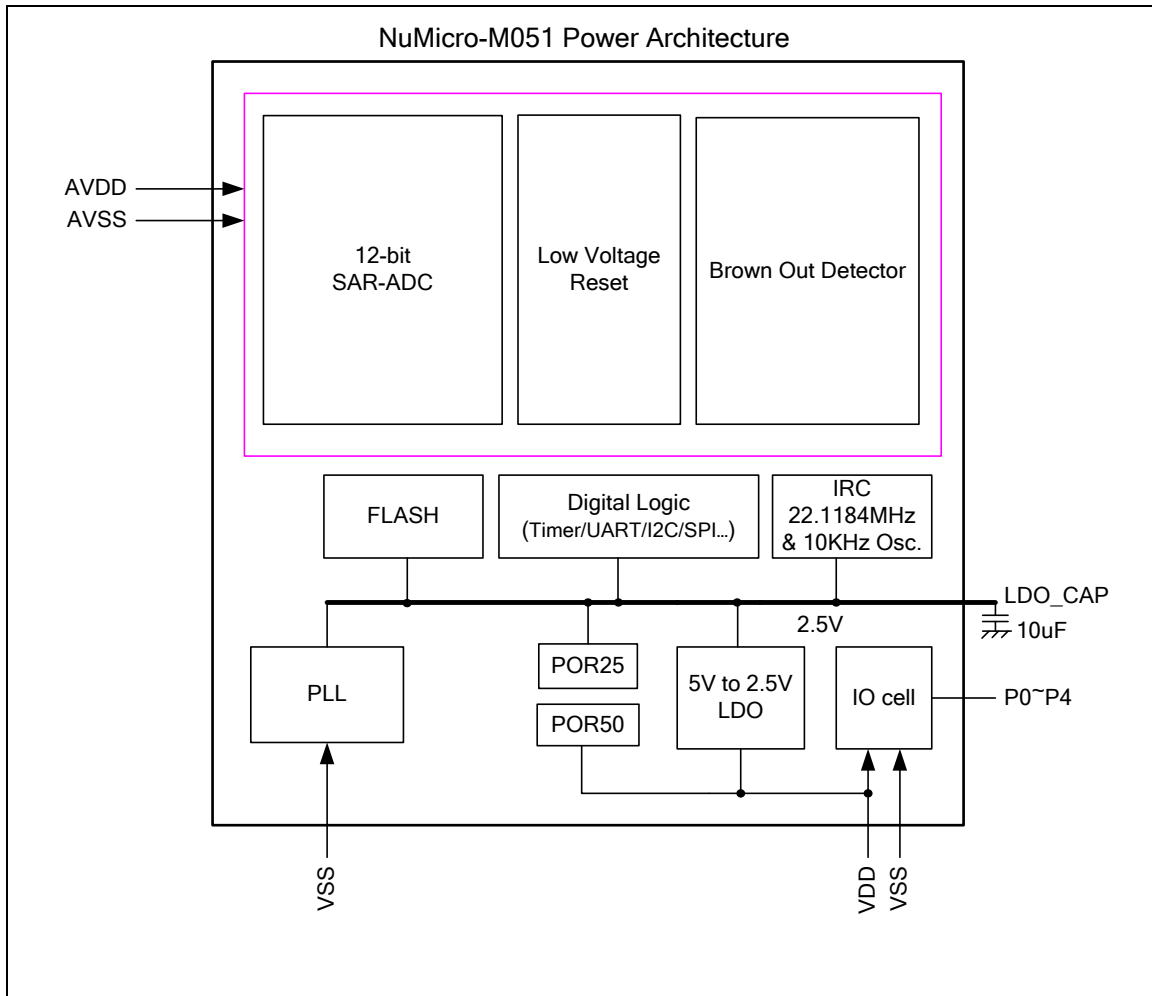 NuMicro-M051 Power Architecture
AVDD
AVSS
12-bit
SAR-ADC
Low Voltage
Reset
Brown Out Detector
FLASH
Digital Logic
(Timer/UART/I2C/SPI...)
IRC
22.1184MHz
& 10KHz Osc.
LDO_CAP
2.5V
10uF
PLL
POR25
POR50
5V to 2.5V
LDO
IO cell
P0~P4
VSS
VDD
VSS